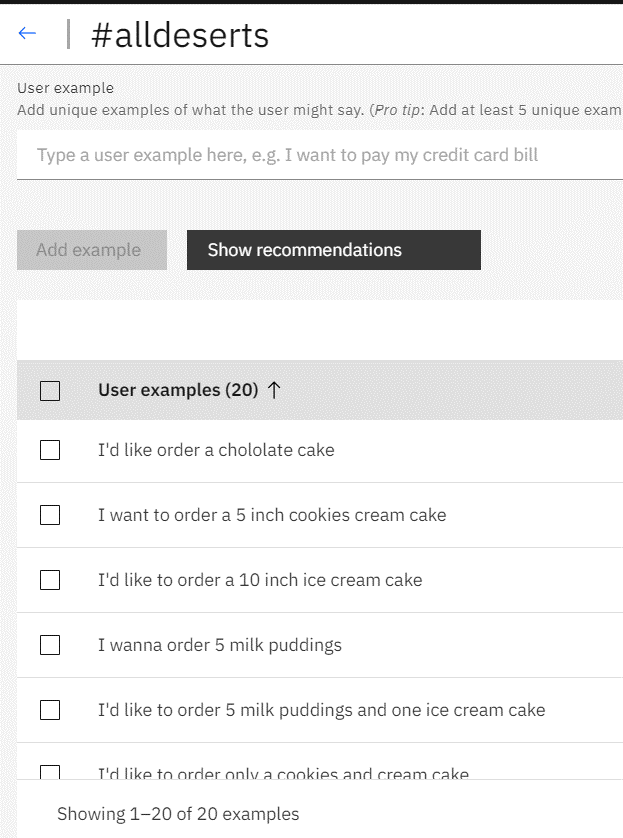 #alldeserts
User example
Add unique examples of what the user might say. (Pro tip: Add at least 5 unique exam
Type a user example here, e.g. I want to pay my credit card bill
Add example
Show recommendations
User examples (20) ↑
I'd like order a chololate cake
I want to order a 5 inch cookies cream cake
I'd like to order a 10 inch ice cream cake
I wanna order 5 milk puddings
I'd like to order 5 milk puddings and one ice cream cake
I'd like to order only a cookies and cream cake
Showing 1–20 of 20 examples